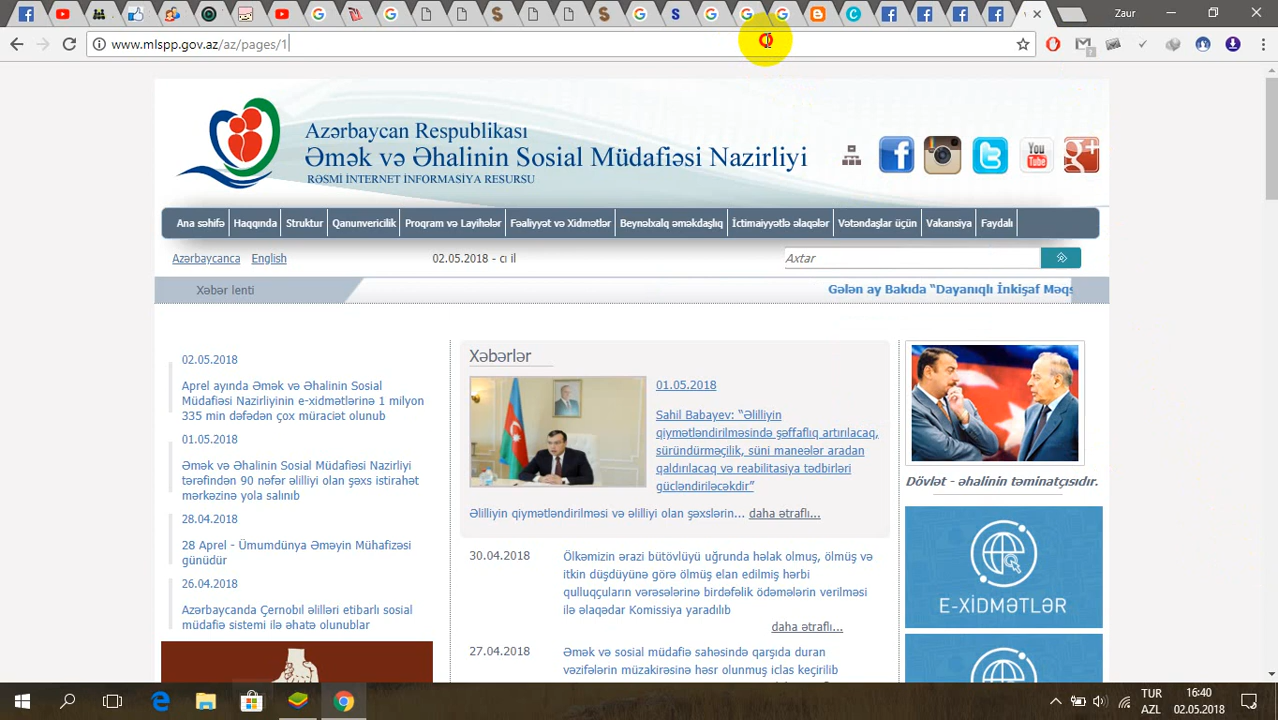 Zaur
www.mlspp.gov.az/az/pages/1
Azərbaycan Respublikası
Əmək və Əhalinin Sosial Müdafiəsi Nazirliyi
RƏSMİ INTERNET INFORMASIYA RESURSU
You
Tube
Ana səhifə
Haqqında
Struktur
Qanunvericilik
Proqram və Layihələr
Fəaliyyət və Xidmətlər
Beynəlxalq əməkdaşlıq
İctimaiyyətlə əlaqələr
Vətəndaşlar üçün
Vakansiya
Faydalı
Azərbaycanca
English
02.05.2018 - ci il
Axtar
Xəbər lenti
Gələn ay Bakıda “Dayanıqlı İnkişaf Məqs
02.05.2018
Aprel ayında Əmək və Əhalinin Sosial
Müdafiəsi Nazirliyinin e-xidmətlərinə 1 milyon
335 min dəfədən çox müraciət olunub
01.05.2018
Əmək və Əhalinin Sosial Müdafiəsi Nazirliyi
tərəfindən 90 nəfər əlilliyi olan şəxs istirahət
mərkəzinə yola salınıb
28.04.2018
28 Aprel - Ümumdünya Əməyin Mühafizəsi
günüdür
26.04.2018
Azərbaycanda Çernobıl əlilləri etibarlı sosial
müdafiə sistemi ilə əhatə olunublar
Xəbərlər
01.05.2018
Sahil Babayev: “Əlilliyin
qiymətləndirilməsində şəffaflıq artırılacaq,
süründürməçilik, süni maneələr aradan
qaldırılacaq və reabilitasiya tədbirləri
gücləndiriləcəkdir”
Əlilliyin qiymətləndirilməsi və əlilliyi olan şəxslərin... daha ətraflı...
30.04.2018
Ölkəmizin ərazi bütövlüyü uğrunda həlak olmuş, ölmüş və
itkin düşdüyünə görə ölmüş elan edilmiş hərbi
qulluqçuların vərəsələrinə birdəfəlik ödəmələrin verilməsi
ilə əlaqədar Komissiya yaradılıb
daha ətraflı...
27.04.2018
Əmək və sosial müdafiə sahəsində qarşıda duran
vəzifələrin müzakirəsinə həsr olunmuş iclas keçirilib
Dövlət - əhalinin təminatçısıdır.
E-XİDMƏTLƏR
TUR
AZL
16:40
02.05.2018